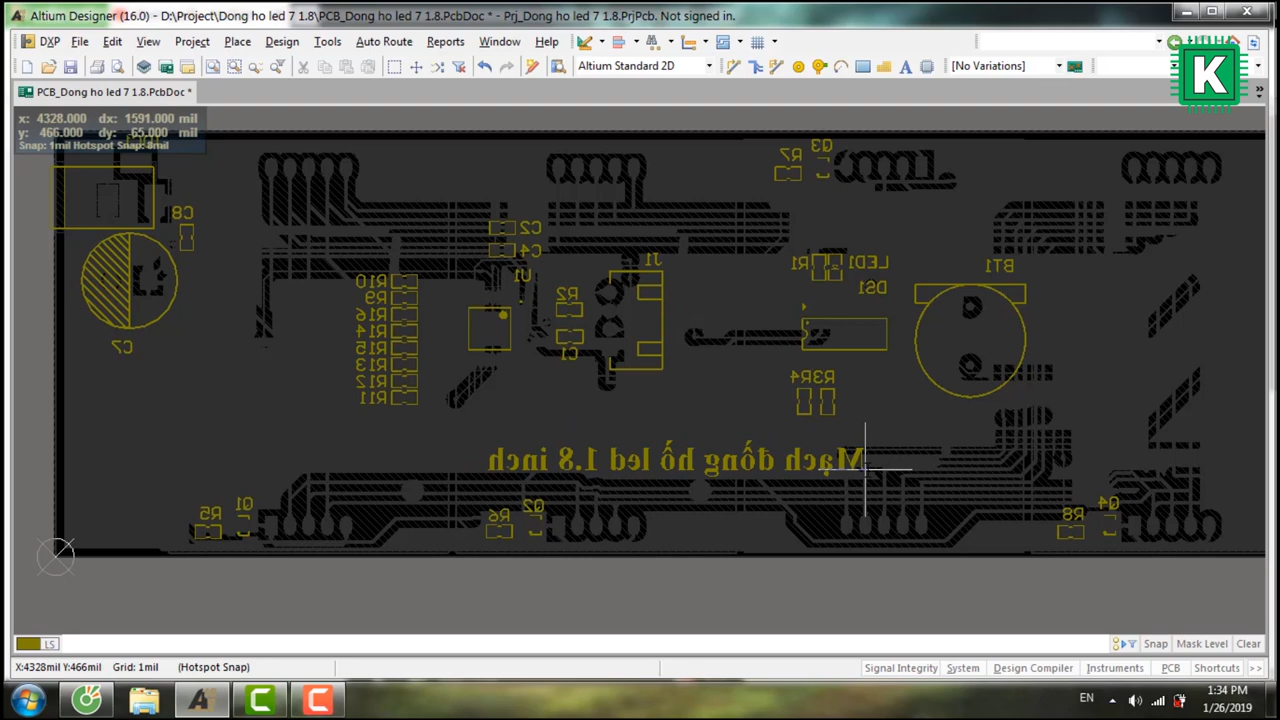 Altium Designer (16.0) - D:\Project\Dong ho led 7 1.8\PCB_Dong ho led 7 1.8.PcbDoc * - Prj_Dong ho led 7 1.8.PrjPcb. Not signed in.
DXP File Edit View Project Place Design Tools Auto Route Reports Window Help
Altium Standard 2D [No Variations]
K
PCB_Dong ho led 7 1.8.PcbDoc *
x: 4328.000 dx: 1591.000 mil
y: 466.000 dy: -65.000 mil
Snap: 1mil Hotspot Snap: 8mil
R7 Q3
C8
C2
C4
U1
J1
R1 LED1
DS1
BT1
R10
R9
R16
R14
R15
R13
R12
R11
R2
C1
C7
R4 R3
Mạch đồng hồ led 1.8 inch
R5 Q1
R6 Q2
R8 Q4
LS Snap Mask Level Clear
X:4328mil Y:466mil Grid: 1mil (Hotspot Snap) Signal Integrity System Design Compiler Instruments PCB Shortcuts >>
EN 1:34 PM
1/26/2019